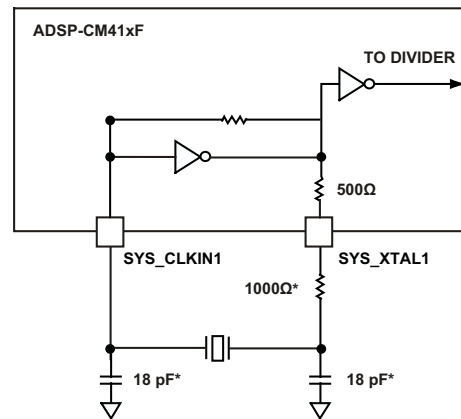 ADSP-CM41xF
TO DIVIDER
500Ω
SYS_CLKIN1
SYS_XTAL1
1000Ω*
18 pF*
18 pF*